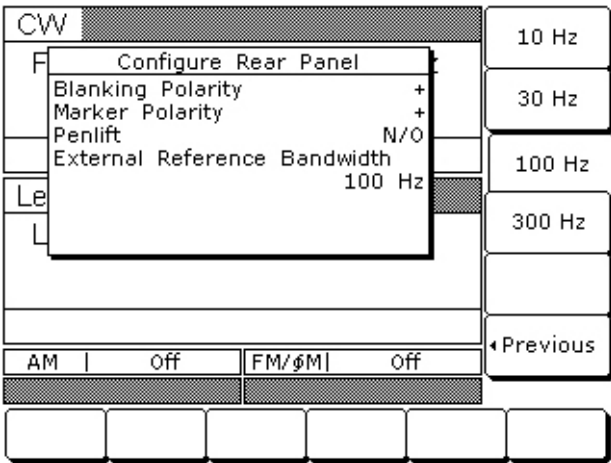 CW
F
Configure Rear Panel
Blanking Polarity +
Marker Polarity +
Penlift N/O
External Reference Bandwidth
100 Hz
Le
L
AM | Off
FM/ϕM| Off
10 Hz
30 Hz
100 Hz
300 Hz
Previous